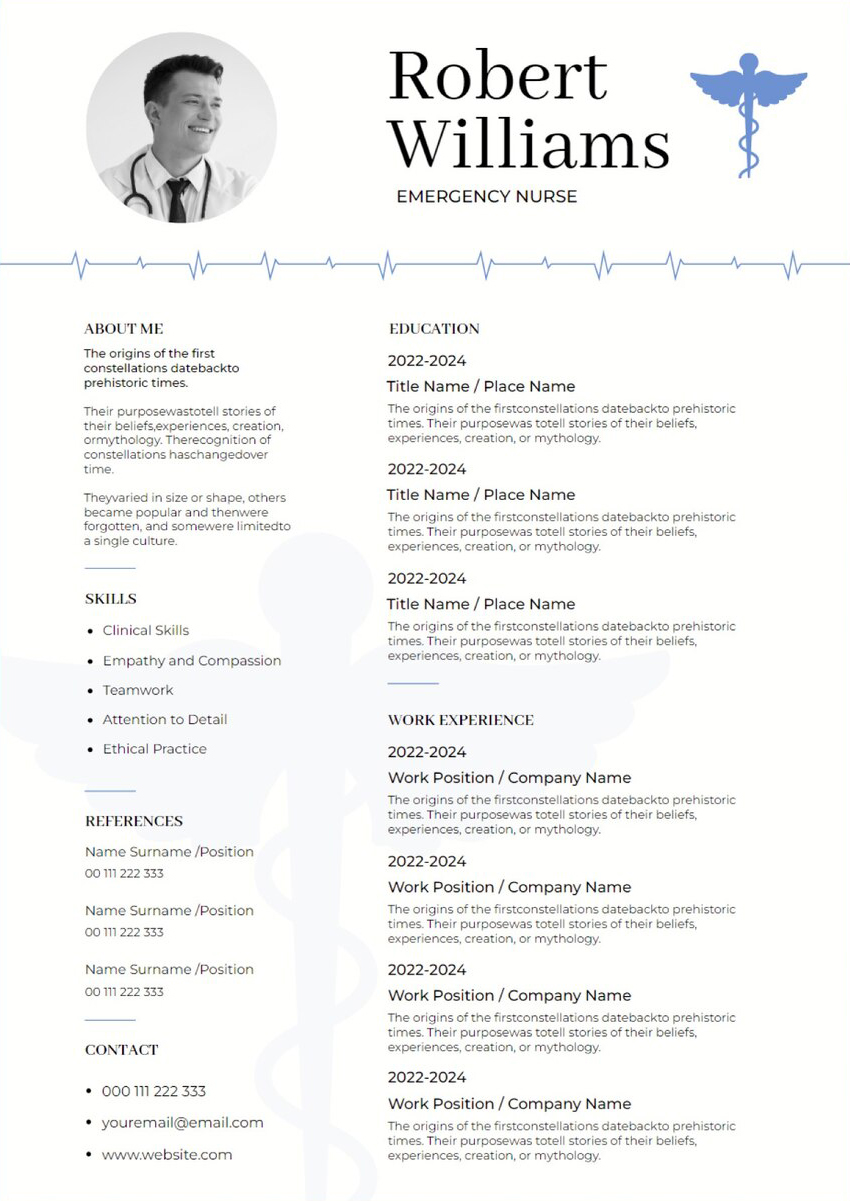 Robert
Williams
EMERGENCY NURSE
ABOUT ME
The origins of the first
constellations datebackto
prehistoric times.
Their purposewastotell stories of
their beliefs,experiences, creation,
ormythology. Therecognition of
constellations haschangedover
time.
Theyvaried in size or shape, others
became popular and thenwere
forgotten, and somewere limitedto
a single culture.
SKILLS
• Clinical Skills
• Empathy and Compassion
• Teamwork
• Attention to Detail
• Ethical Practice
REFERENCES
Name Surname /Position
00 111 222 333
Name Surname /Position
00 111 222 333
Name Surname /Position
00 111 222 333
CONTACT
• 000 111 222 333
• youremail@email.com
• www.website.com
EDUCATION
2022-2024
Title Name / Place Name
The origins of the firstconstellations datebackto prehistoric
times. Their purposewas totell stories of their beliefs,
experiences, creation, or mythology.
2022-2024
Title Name / Place Name
The origins of the firstconstellations datebackto prehistoric
times. Their purposewas totell stories of their beliefs,
experiences, creation, or mythology.
2022-2024
Title Name / Place Name
The origins of the firstconstellations datebackto prehistoric
times. Their purposewas totell stories of their beliefs,
experiences, creation, or mythology.
WORK EXPERIENCE
2022-2024
Work Position / Company Name
The origins of the firstconstellations datebackto prehistoric
times. Their purposewas totell stories of their beliefs,
experiences, creation, or mythology.
2022-2024
Work Position / Company Name
The origins of the firstconstellations datebackto prehistoric
times. Their purposewas totell stories of their beliefs,
experiences, creation, or mythology.
2022-2024
Work Position / Company Name
The origins of the firstconstellations datebackto prehistoric
times. Their purposewas totell stories of their beliefs,
experiences, creation, or mythology.
2022-2024
Work Position / Company Name
The origins of the firstconstellations datebackto prehistoric
times. Their purposewas totell stories of their beliefs,
experiences, creation, or mythology.